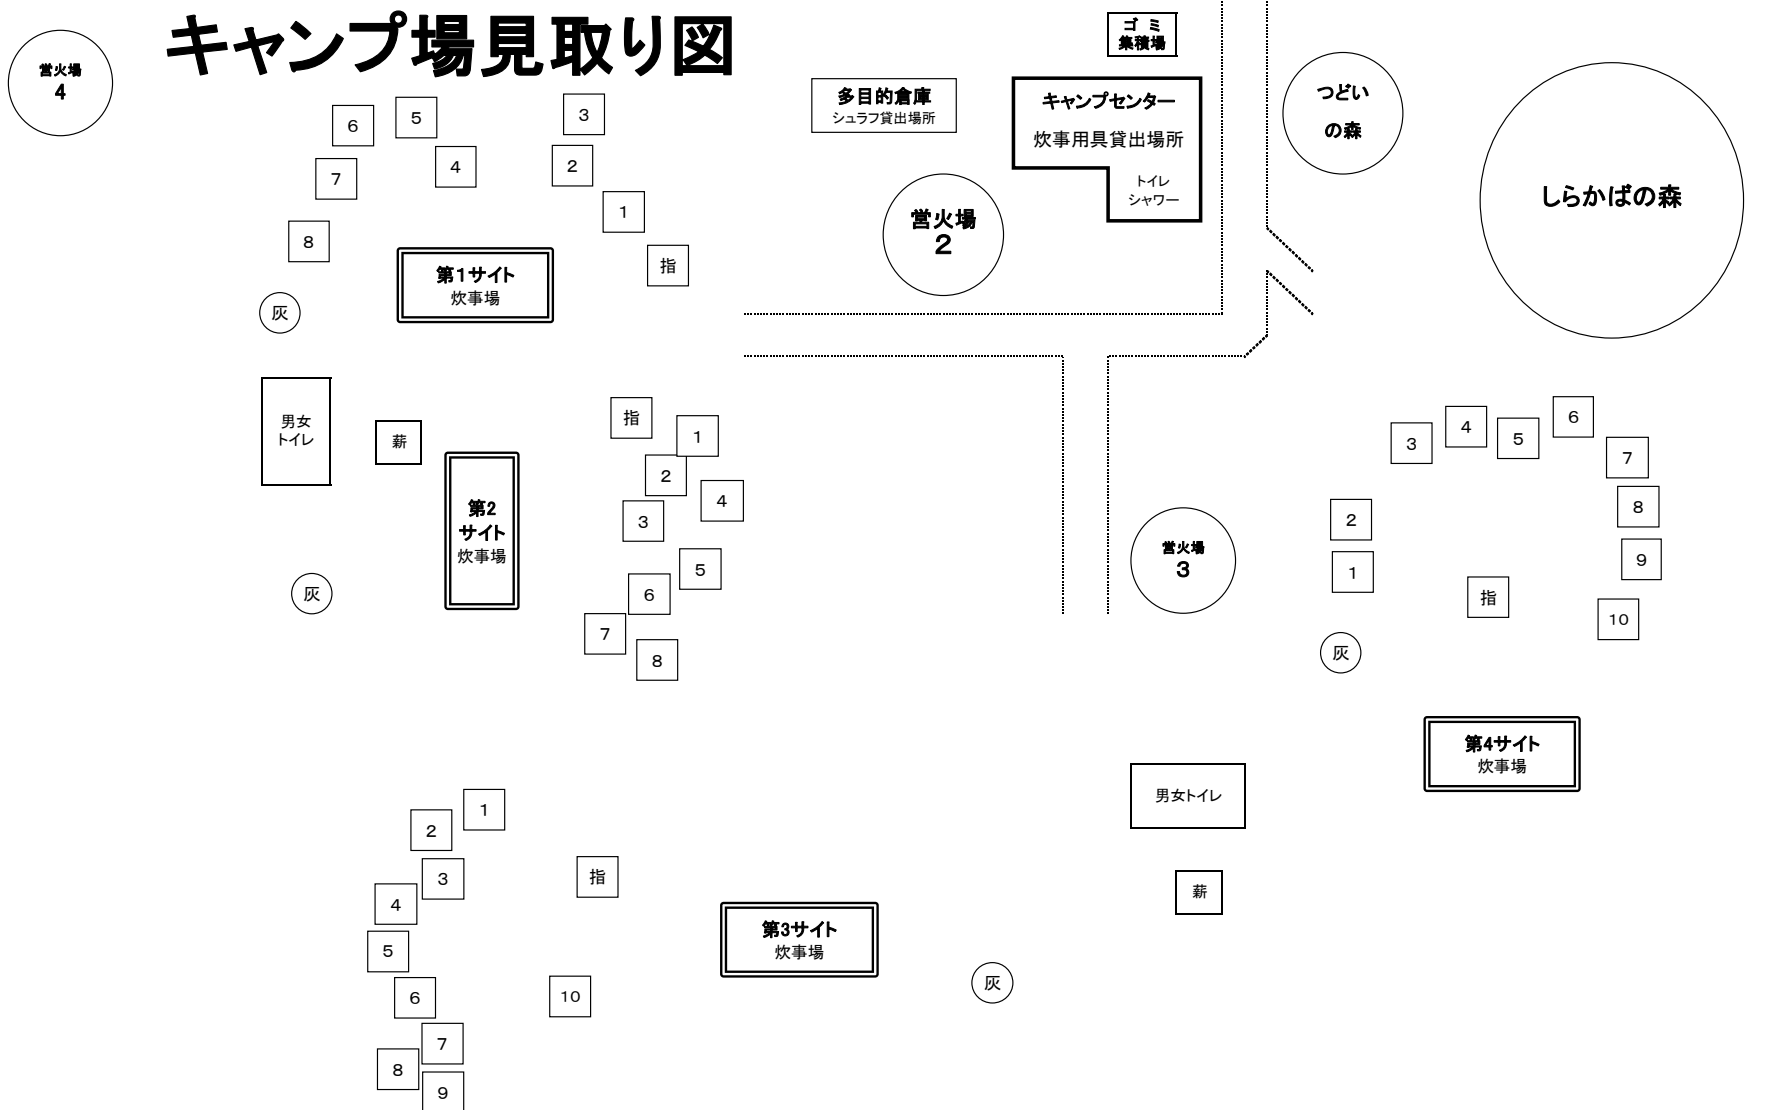 キャンプ場見取り図
営火場
4
ゴ ミ
集積場
多目的倉庫
シュラフ貸出場所
キャンプセンター
炊事用具貸出場所
トイレ
シャワー
つどい
の森
しらかばの森
営火場
2
6
5
3
7
4
2
1
8
指
第1サイト
炊事場
灰
男女
トイレ
薪
第2
サイト
炊事場
灰
指
1
2
4
3
5
6
7
8
営火場
3
3
4
5
6
7
2
8
1
9
指
10
灰
第4サイト
炊事場
男女トイレ
薪
1
2
3
指
4
5
6
10
7
8
9
第3サイト
炊事場
灰